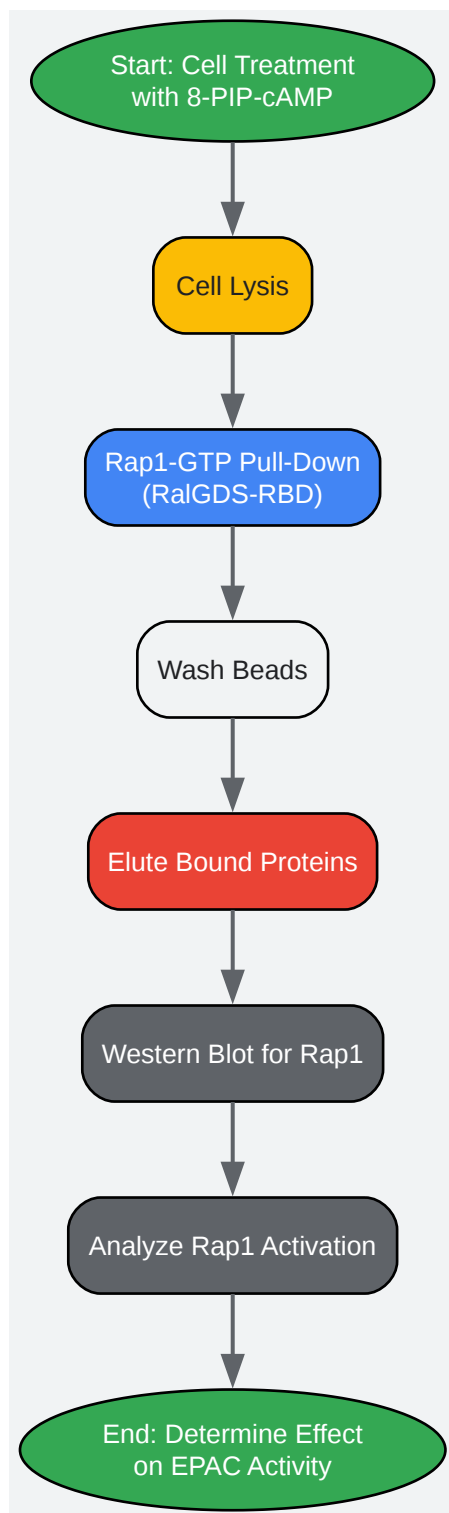 Start: Cell Treatment
with 8-PIP-cAMP
Cell Lysis
Rap1-GTP Pull-Down
(RalGDS-RBD)
Wash Beads
Elute Bound Proteins
Western Blot for Rap1
Analyze Rap1 Activation
End: Determine Effect
on EPAC Activity